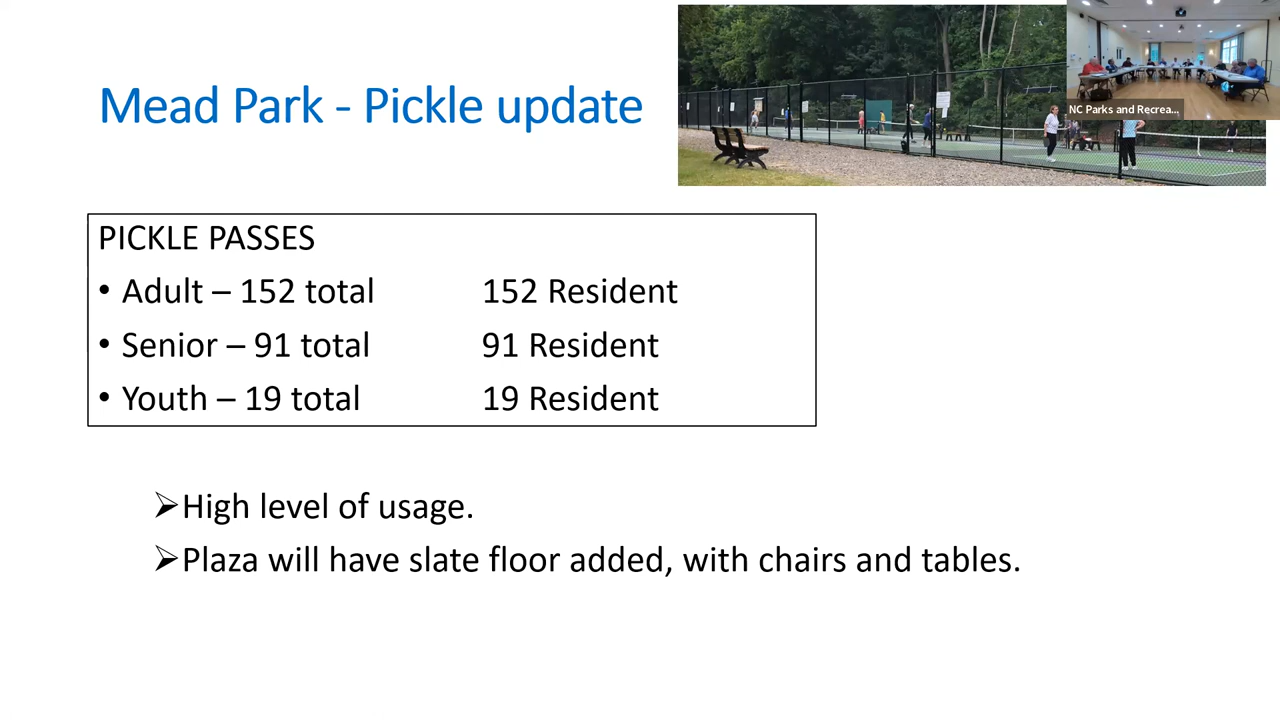 Mead Park - Pickle update
NC Parks and Recrea...
PICKLE PASSES
• Adult – 152 total 152 Resident
• Senior – 91 total 91 Resident
• Youth – 19 total 19 Resident
➢High level of usage.
➢Plaza will have slate floor added, with chairs and tables.